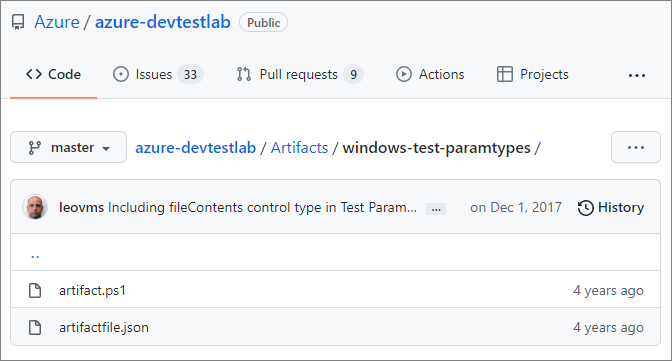 Azure / azure-devtestlab Public
<> Code Issues 33 Pull requests 9 Actions Projects ...
master azure-devtestlab / Artifacts / windows-test-paramtypes / ...
leovms Including fileContents control type in Test Param... ... on Dec 1, 2017 History
..
artifact.ps1 4 years ago
artifactfile.json 4 years ago